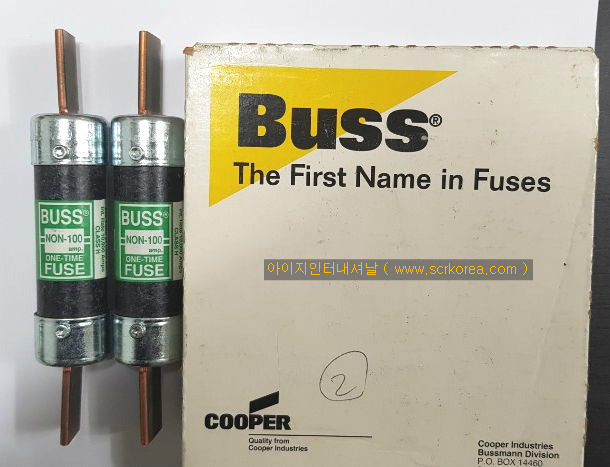 BUSS®
NON-100
amp.
ONE-TIME
FUSE
CLASS H
BUSS®
NON-100
amp.
ONE-TIME
FUSE
CLASS H
Buss®
The First Name in Fuses
아이지인터내셔날 ( www.scrkorea.com )
2
COOPER
Quality from
Cooper Industries
Cooper Industries
Bussmann Division
P.O. BOX 14460